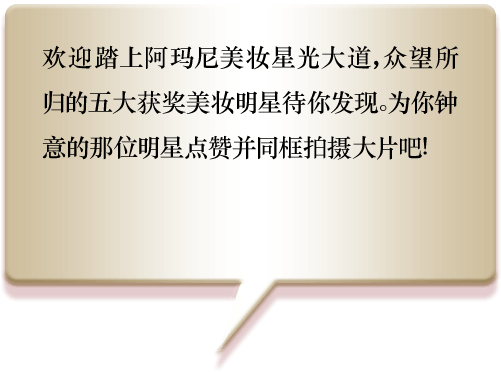 欢迎踏上阿玛尼美妆星光大道，众望所
归的五大获奖美妆明星待你发现。为你钟
意的那位明星点赞并同框拍摄大片吧！